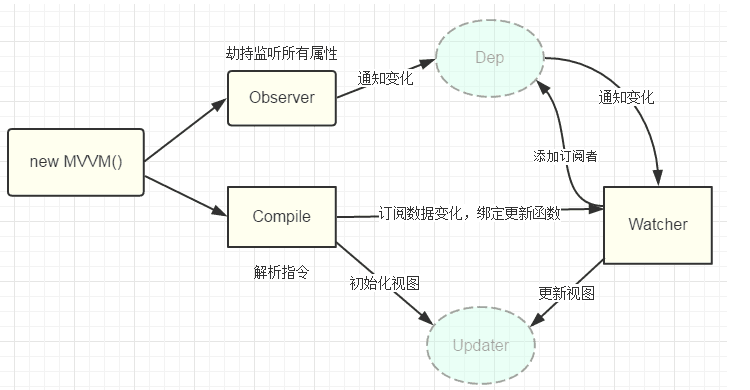 劫持监听所有属性
Dep
Observer
通知变化
通知变化
new MVVM()
添加订阅者
Compile
订阅数据变化，绑定更新函数
Watcher
解析指令
初始化视图
更新视图
Updater